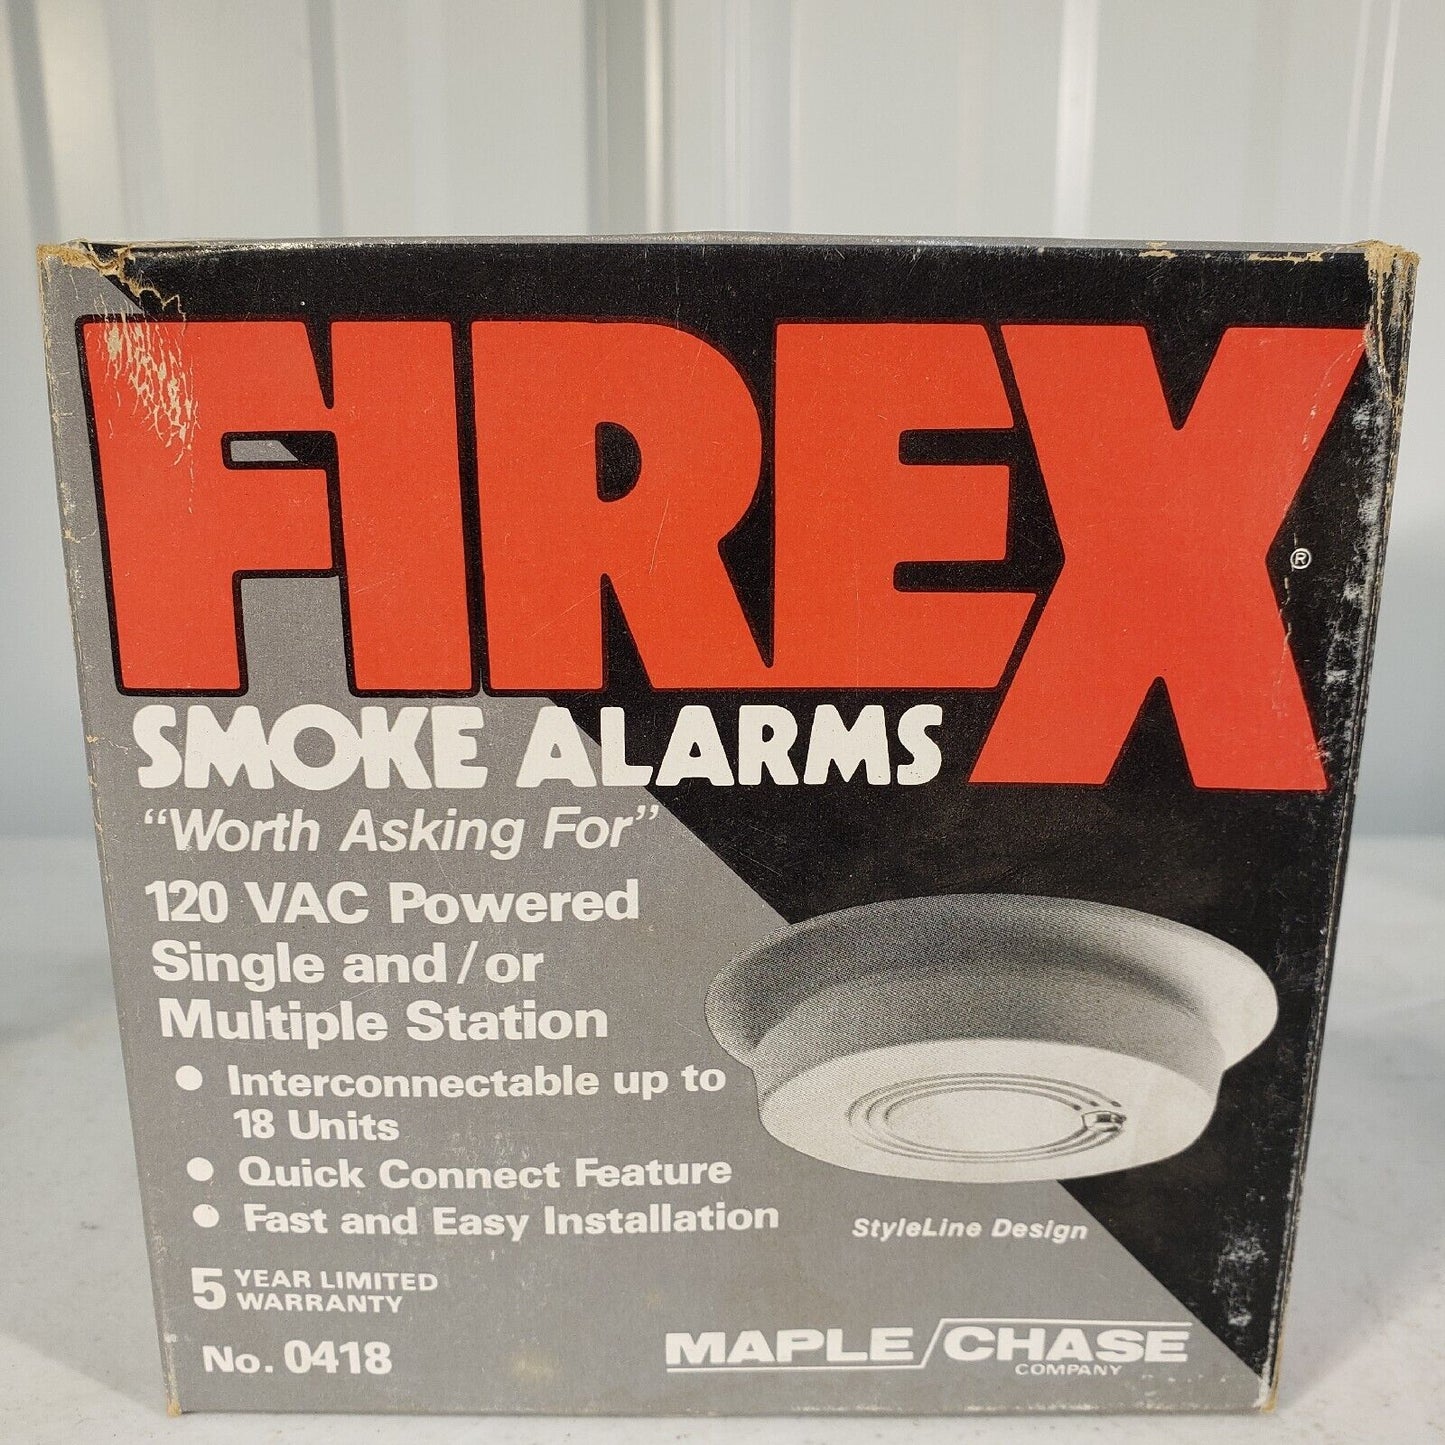 FIREX®
SMOKE ALARMS
“Worth Asking For”
120 VAC Powered
Single and/or
Multiple Station
● Interconnectable up to
18 Units
● Quick Connect Feature
● Fast and Easy Installation
StyleLine Design
5 YEAR LIMITED
WARRANTY
No. 0418
MAPLE/CHASE
COMPANY